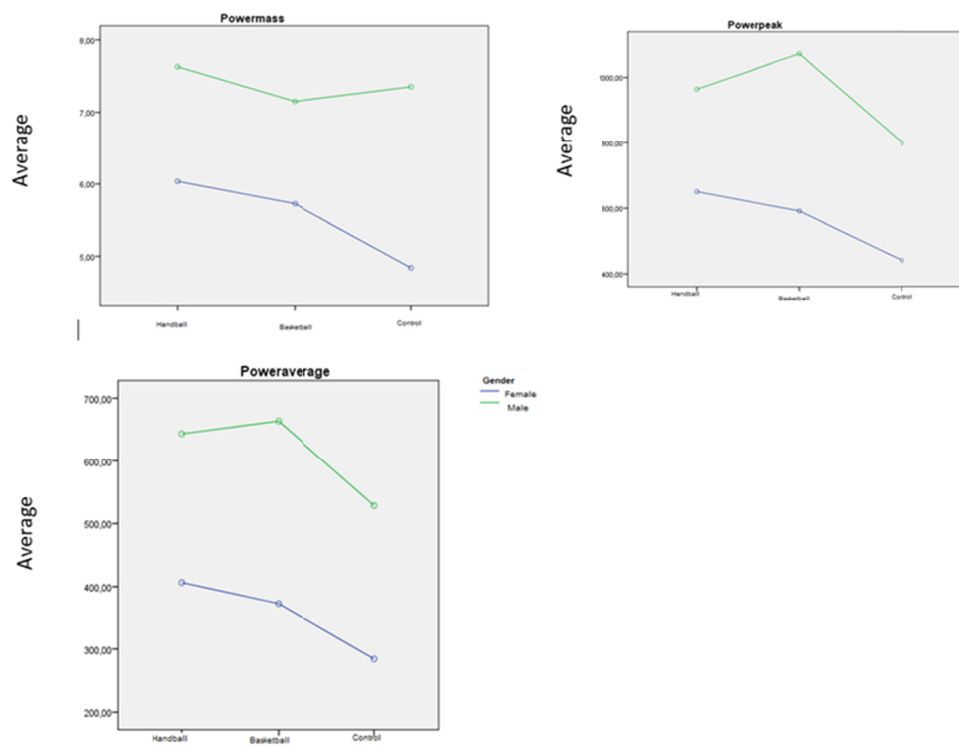 Powermass
8,00
7,00
6,00
5,00
Average
Handball
Basketball
Control
Powerpeak
1000,00
800,00
600,00
400,00
Average
Handball
Basketball
Control
Poweraverage
700,00
600,00
500,00
400,00
300,00
200,00
Average
Handball
Basketball
Control
Gender
Female
Male